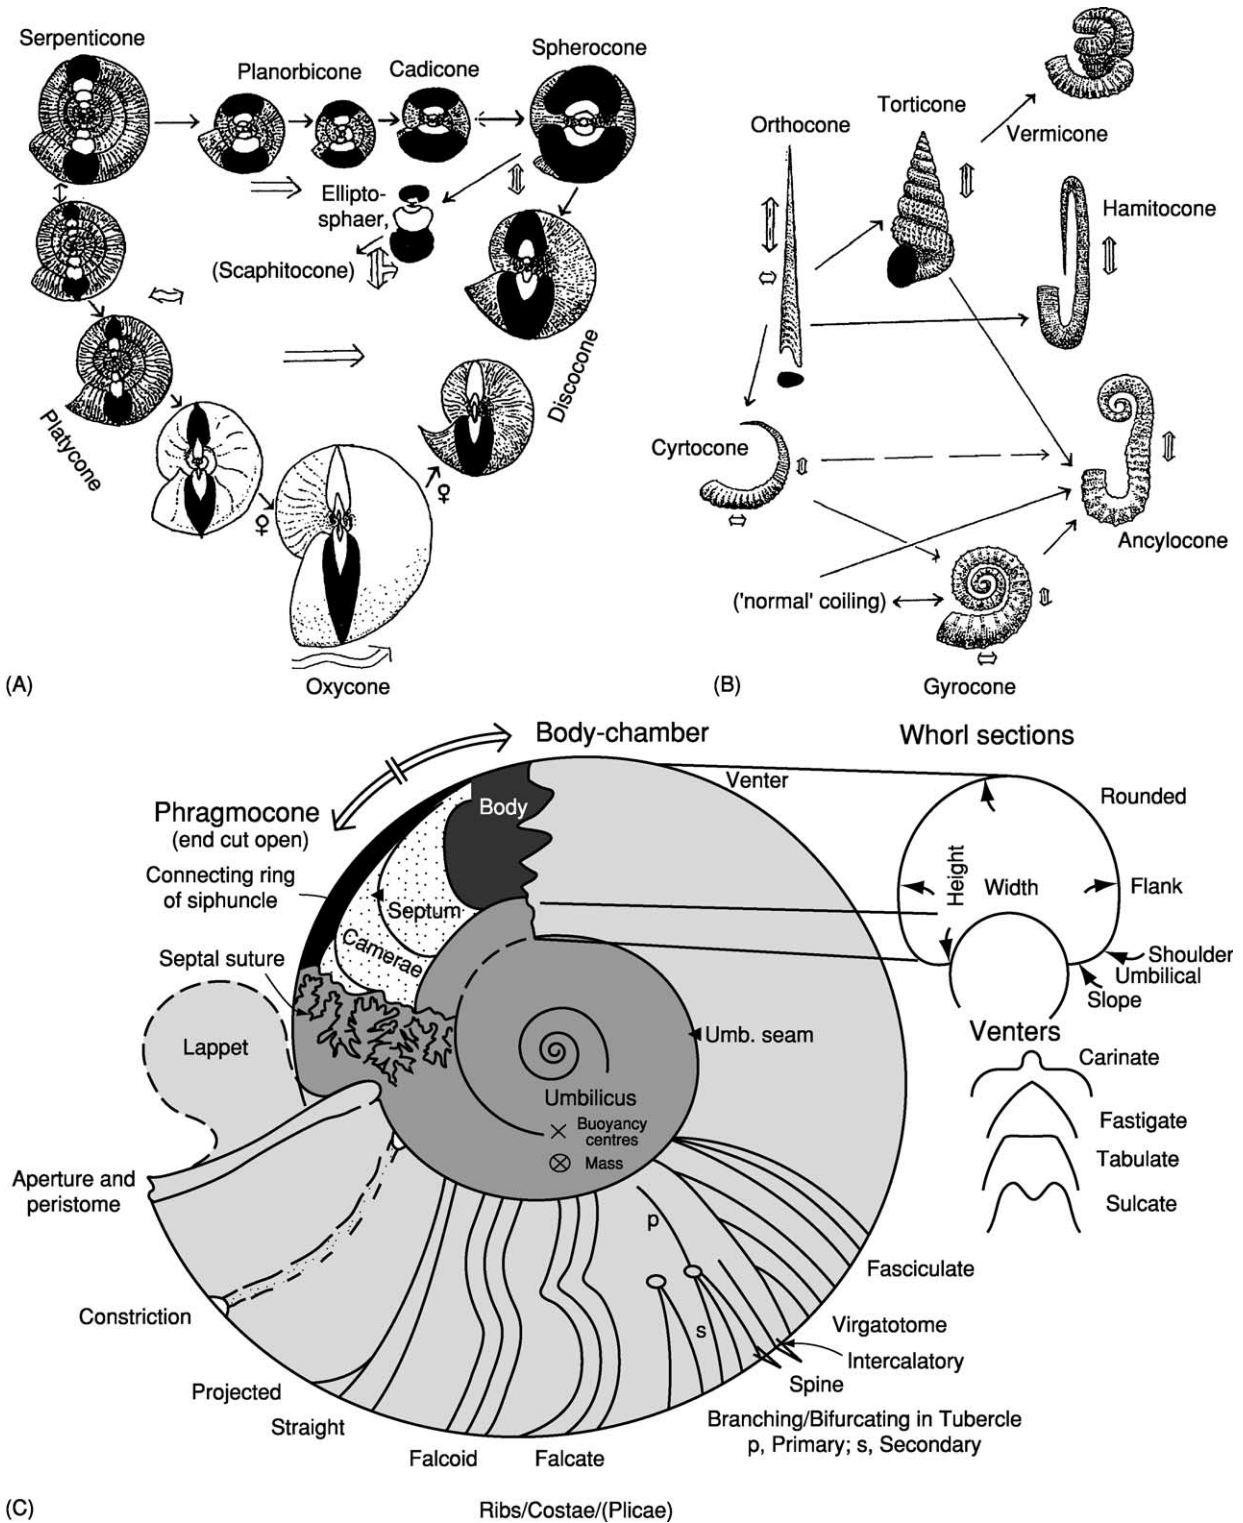 Serpenticone
Planorbicone
Cadicone
Spherocone
Ellipto-
sphaer,
(Scaphitocone)
Discocone
Platycone
♀
♀
Oxycone
(A)
Orthocone
Torticone
Vermicone
Hamitocone
Cyrtocone
Ancylocone
('normal' coiling)
Gyrocone
(B)
Body-chamber
Whorl sections
Phragmocone
(end cut open)
Connecting ring
of siphuncle
Septal suture
Lappet
Aperture and
peristome
Constriction
Projected
Straight
Falcoid
Falcate
Body
Septum
Camerae
Venter
Umb. seam
Umbilicus
Buoyancy
centres
Mass
p
s
Fasciculate
Virgatotome
Intercalatory
Spine
Branching/Bifurcating in Tubercle
p, Primary; s, Secondary
Rounded
Height
Width
Flank
Shoulder
Umbilical
Slope
Venters
Carinate
Fastigate
Tabulate
Sulcate
(C)
Ribs/Costae/(Plicae)